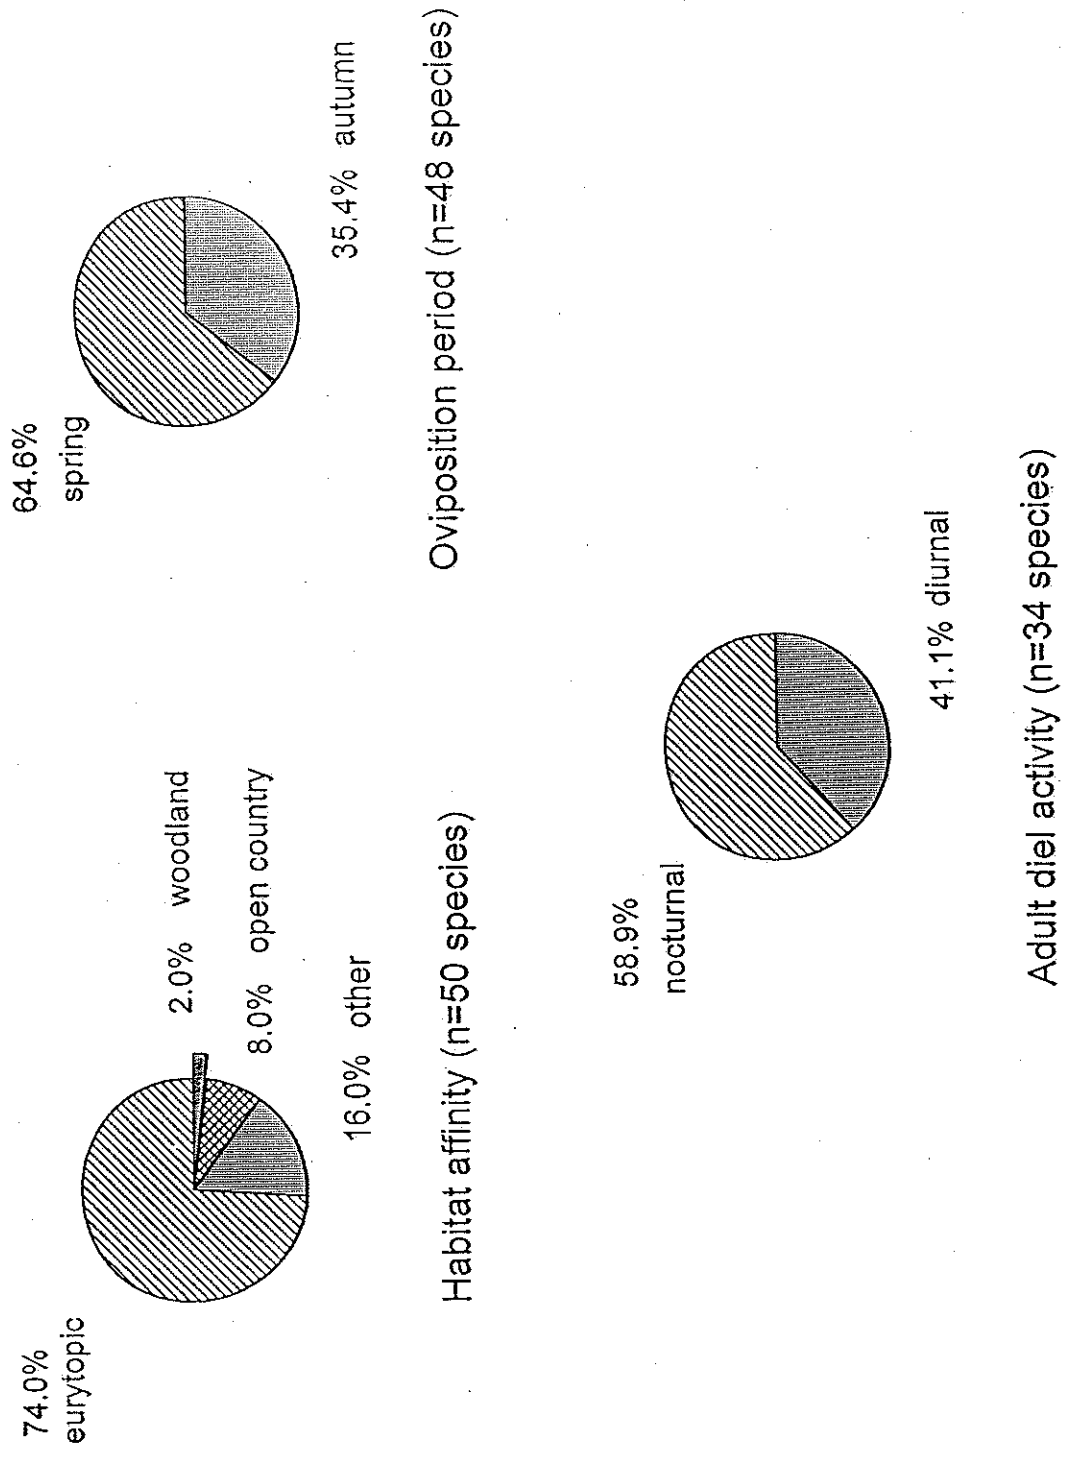 74.0%
eurytopic
2.0% woodland
8.0% open country
16.0% other
Habitat affinity (n=50 species)
64.6%
spring
35.4% autumn
Oviposition period (n=48 species)
58.9%
nocturnal
41.1% diurnal
Adult diel activity (n=34 species)